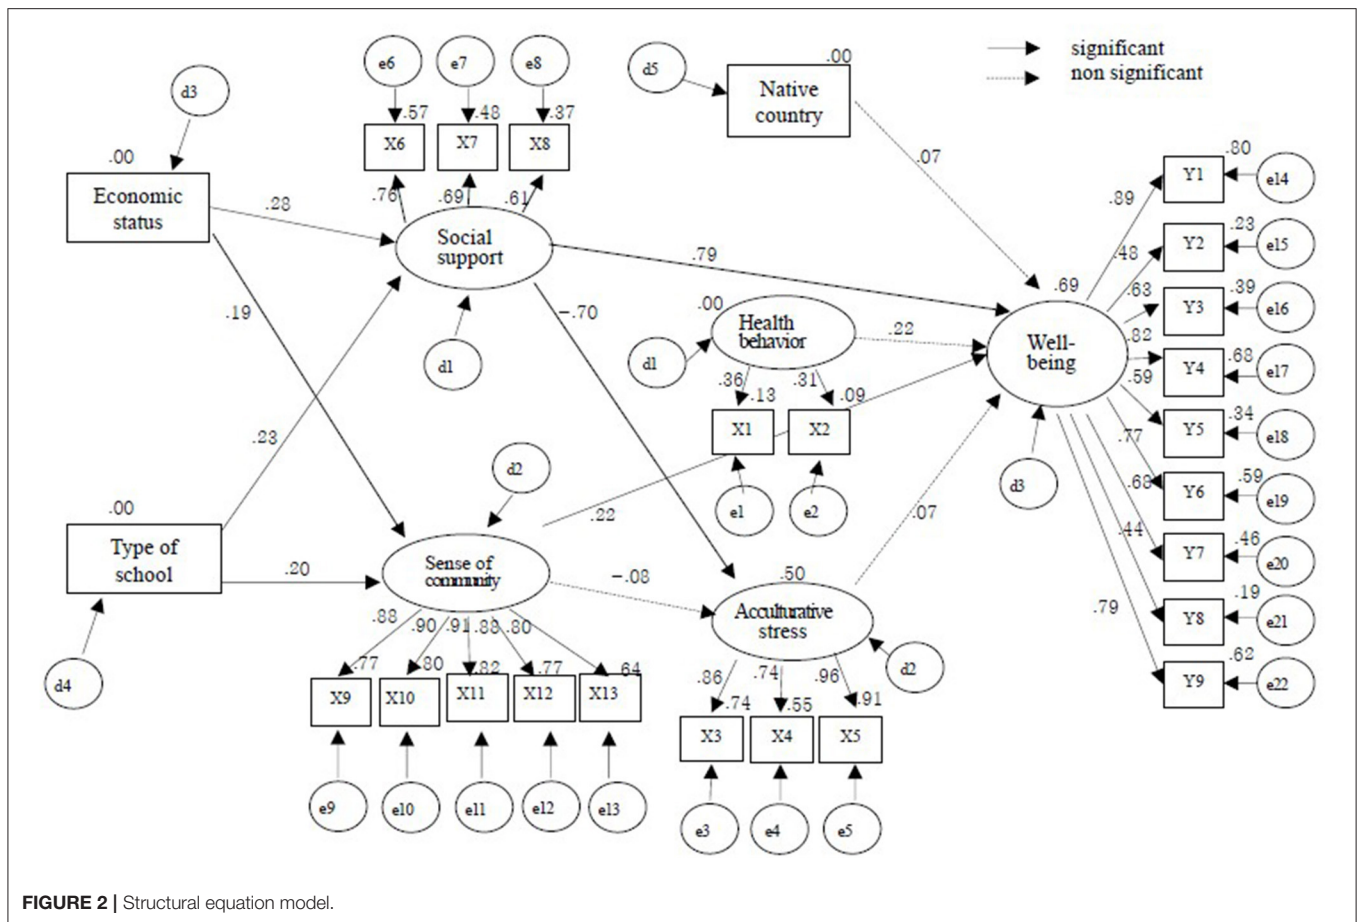 e6
e7
e8
d5
.00
significant
non significant
d3
.57
.48
.37
Native
country
X6
X7
X8
.00
Economic
status
.76
.69
.61
.28
Social
support
.07
.80
Y1
e14
.89
.23
Y2
e15
.48
.79
.69
.39
.63
Y3
e16
.19
-.70
.00
Health
behavior
.22
.82
Well-
being
.68
Y4
e17
.59
d1
d1
.36
.13
.31
.09
.34
Y5
e18
X1
X2
.77
.23
d2
d3
.68
.59
Y6
e19
.00
.22
e1
e2
.07
.44
.46
Y7
e20
Type of
school
.20
Sense of
community
-.08
.50
Acculturative
stress
.79
.19
Y8
e21
.88
.90
.91
.88
.80
.62
Y9
e22
d4
.77
.80
.82
.77
.64
.86
.74
.96
d2
X9
X10
X11
X12
X13
.74
.55
.91
X3
X4
X5
e9
e10
e11
e12
e13
e3
e4
e5
FIGURE 2 | Structural equation model.